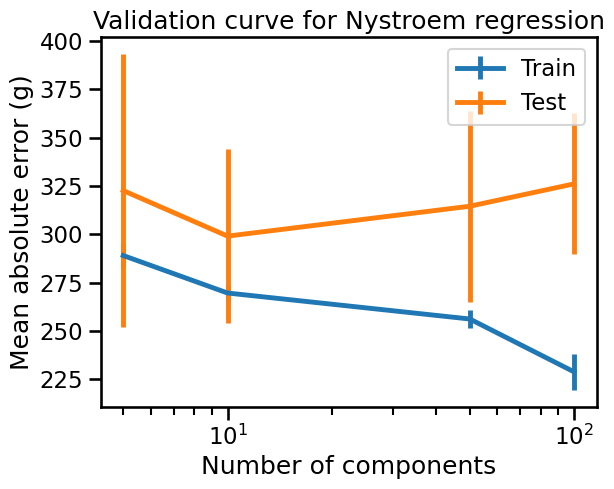 Validation curve for Nystroem regression
Mean absolute error (g)
400
375
350
325
300
275
250
225
Train
Test
10¹
10²
Number of components